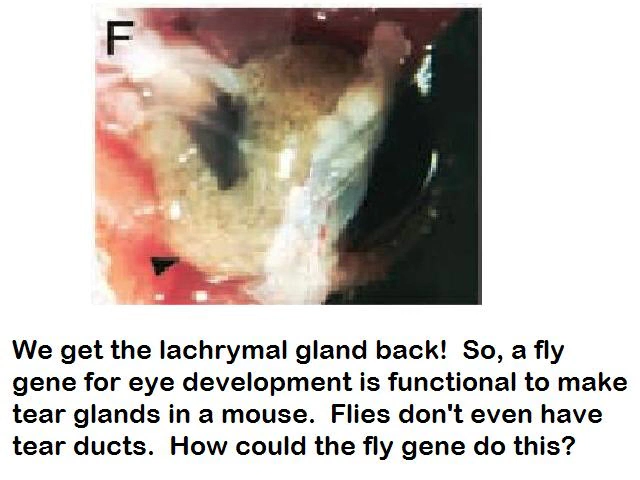 F
We get the lachrymal gland back!  So, a fly
gene for eye development is functional to make
tear glands in a mouse.  Flies don't even have
tear ducts.  How could the fly gene do this?